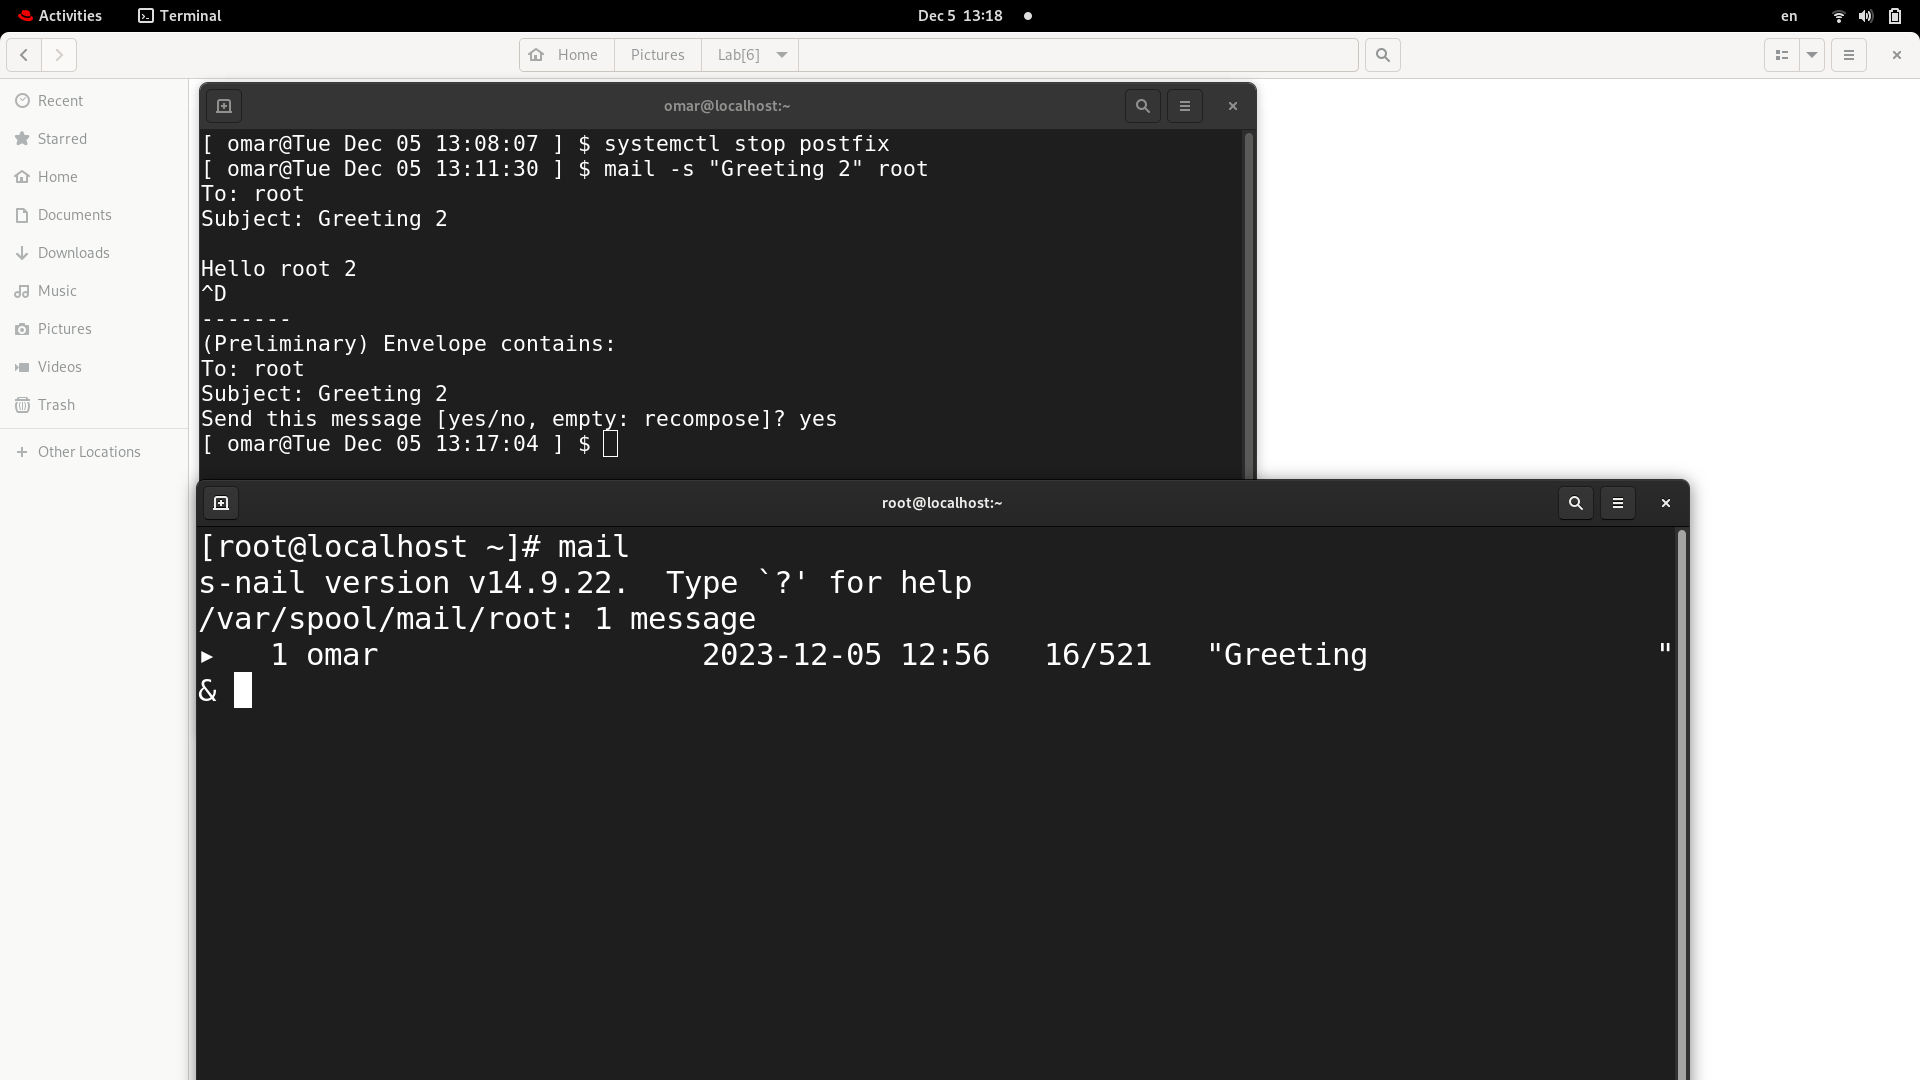 Activities Terminal Dec 5 13:18 en
Home Pictures Lab[6]
Recent
Starred
Home
Documents
Downloads
Music
Pictures
Videos
Trash
Other Locations
omar@localhost:~
[ omar@Tue Dec 05 13:08:07 ] $ systemctl stop postfix
[ omar@Tue Dec 05 13:11:30 ] $ mail -s "Greeting 2" root
To: root
Subject: Greeting 2

Hello root 2
^D
-------
(Preliminary) Envelope contains:
To: root
Subject: Greeting 2
Send this message [yes/no, empty: recompose]? yes
[ omar@Tue Dec 05 13:17:04 ] $
root@localhost:~
[root@localhost ~]# mail
s-nail version v14.9.22.  Type `?' for help
/var/spool/mail/root: 1 message
▸   1 omar                  2023-12-05 12:56   16/521   "Greeting                "
&